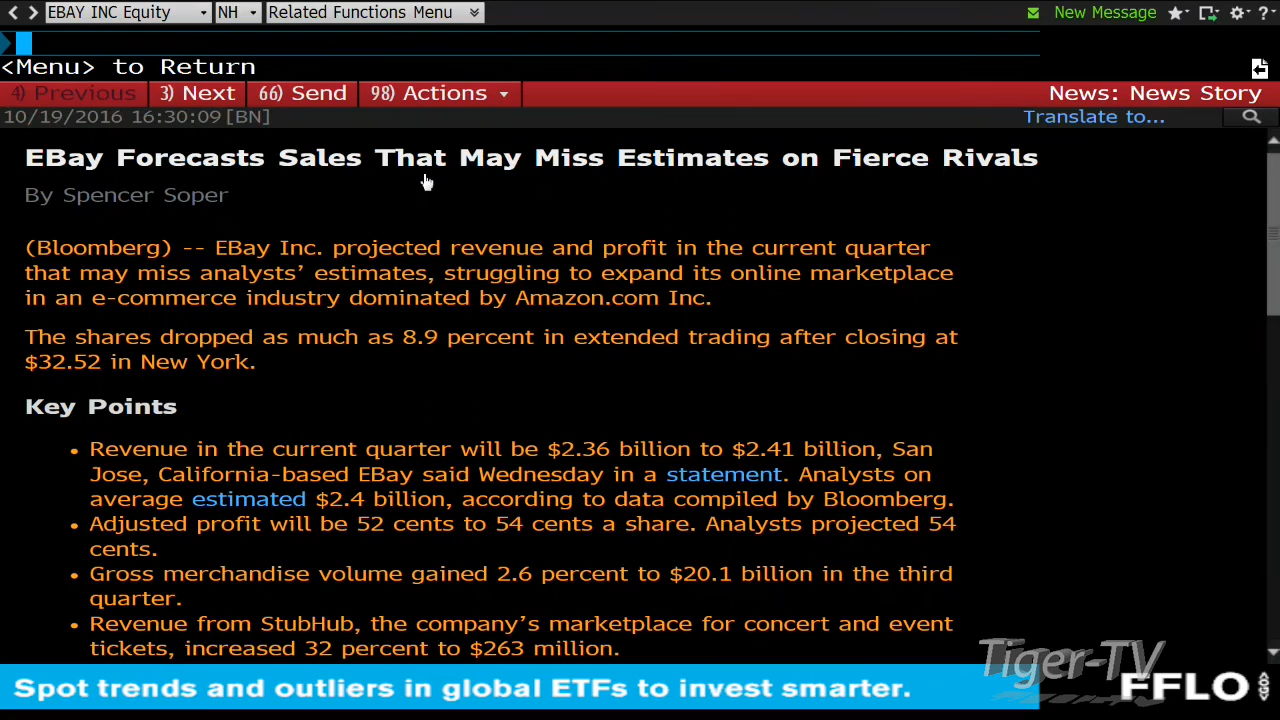 EBAY INC Equity NH Related Functions Menu New Message
<Menu> to Return
4) Previous 3) Next 66) Send 98) Actions News: News Story
10/19/2016 16:30:09 [BN] Translate to...
EBay Forecasts Sales That May Miss Estimates on Fierce Rivals
By Spencer Soper
(Bloomberg) -- EBay Inc. projected revenue and profit in the current quarter
that may miss analysts’ estimates, struggling to expand its online marketplace
in an e-commerce industry dominated by Amazon.com Inc.
The shares dropped as much as 8.9 percent in extended trading after closing at
$32.52 in New York.
Key Points
• Revenue in the current quarter will be $2.36 billion to $2.41 billion, San
Jose, California-based EBay said Wednesday in a statement. Analysts on
average estimated $2.4 billion, according to data compiled by Bloomberg.
• Adjusted profit will be 52 cents to 54 cents a share. Analysts projected 54
cents.
• Gross merchandise volume gained 2.6 percent to $20.1 billion in the third
quarter.
• Revenue from StubHub, the company’s marketplace for concert and event
tickets, increased 32 percent to $263 million.
Tiger-TV
Spot trends and outliers in global ETFs to invest smarter. FFLO